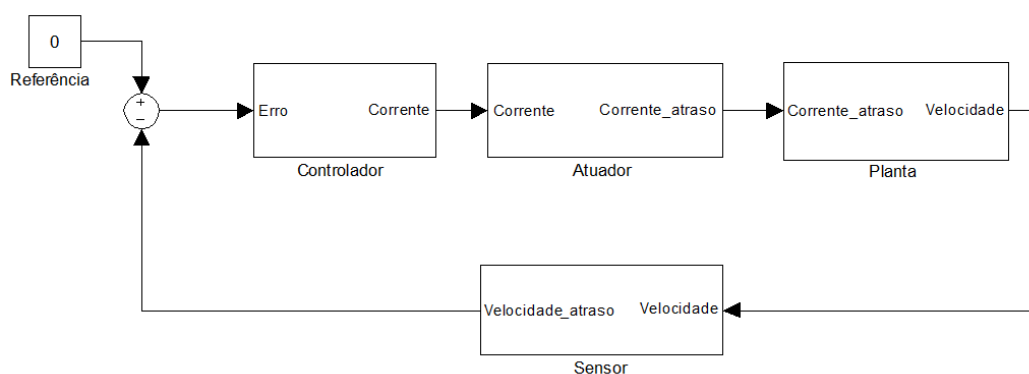 0
Referência
+
−
Erro
Corrente
Controlador
Corrente
Corrente_atraso
Atuador
Corrente_atraso
Velocidade
Planta
Velocidade_atraso
Velocidade
Sensor